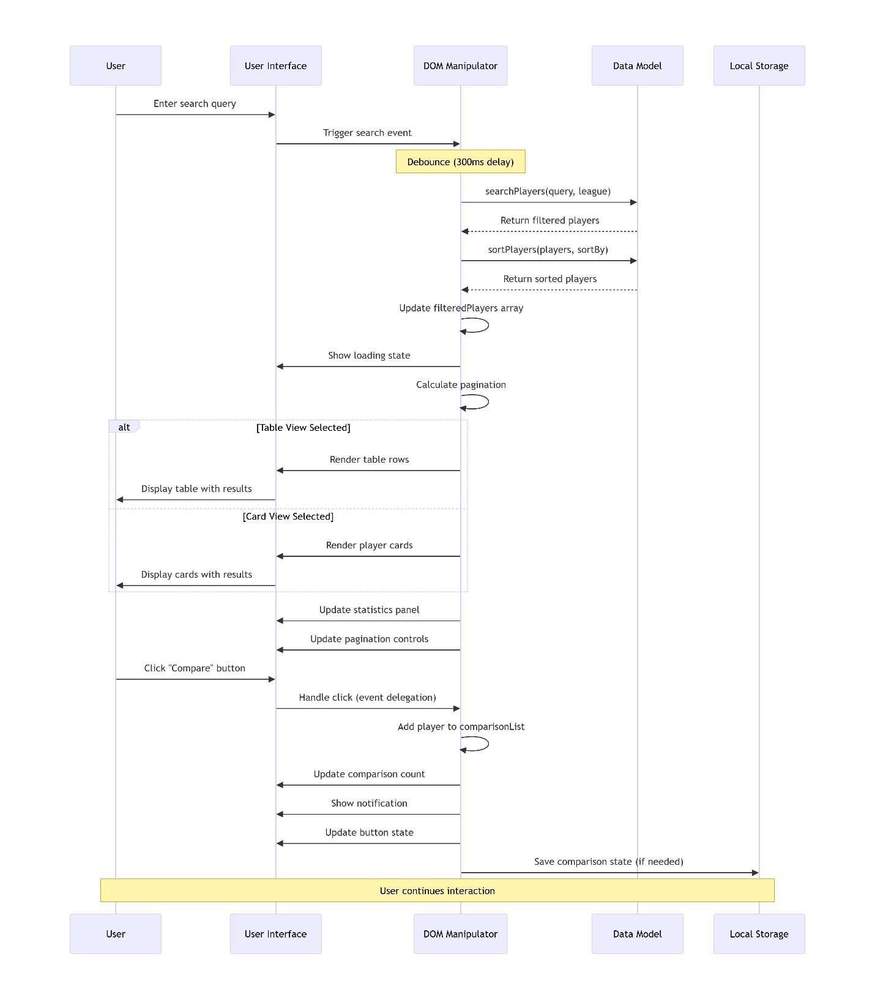 User
User Interface
DOM Manipulator
Data Model
Local Storage
Enter search query
Trigger search event
Debounce (300ms delay)
searchPlayers(query, league)
Return filtered players
sortPlayers(players, sortBy)
Return sorted players
Update filteredPlayers array
Show loading state
Calculate pagination
alt
[Table View Selected]
Render table rows
Display table with results
[Card View Selected]
Render player cards
Display cards with results
Update statistics panel
Update pagination controls
Click "Compare" button
Handle click (event delegation)
Add player to comparisonList
Update comparison count
Show notification
Update button state
Save comparison state (if needed)
User continues interaction
User
User Interface
DOM Manipulator
Data Model
Local Storage